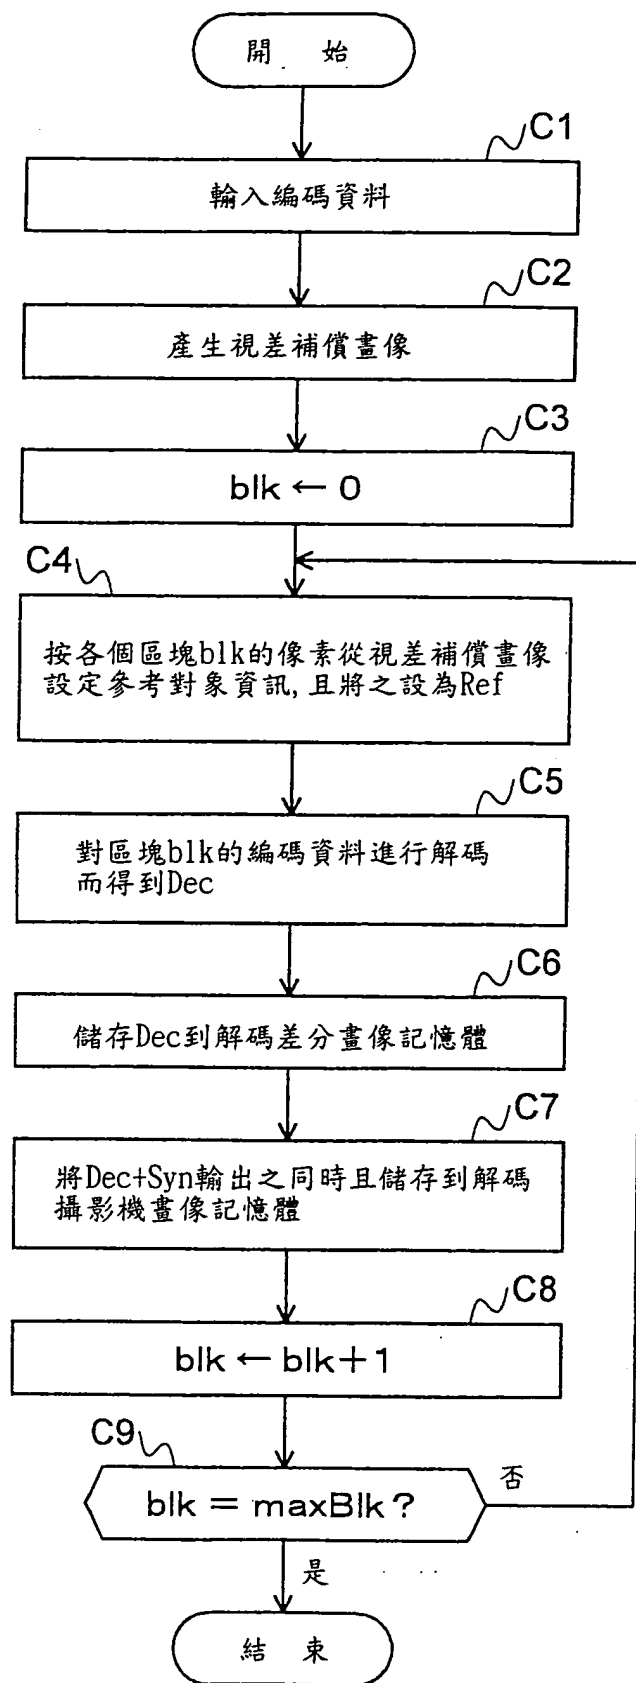 開 始
C1
輸入編碼資料
C2
產生視差補償畫像
C3
blk ← 0
C4
按各個區塊blk的像素從視差補償畫像
設定參考對象資訊,且將之設為Ref
C5
對區塊blk的編碼資料進行解碼
而得到Dec
C6
儲存Dec到解碼差分畫像記憶體
C7
將Dec+Syn輸出之同時且儲存到解碼
攝影機畫像記憶體
C8
blk ← blk+1
C9
blk = maxBlk?
否
是
結 束